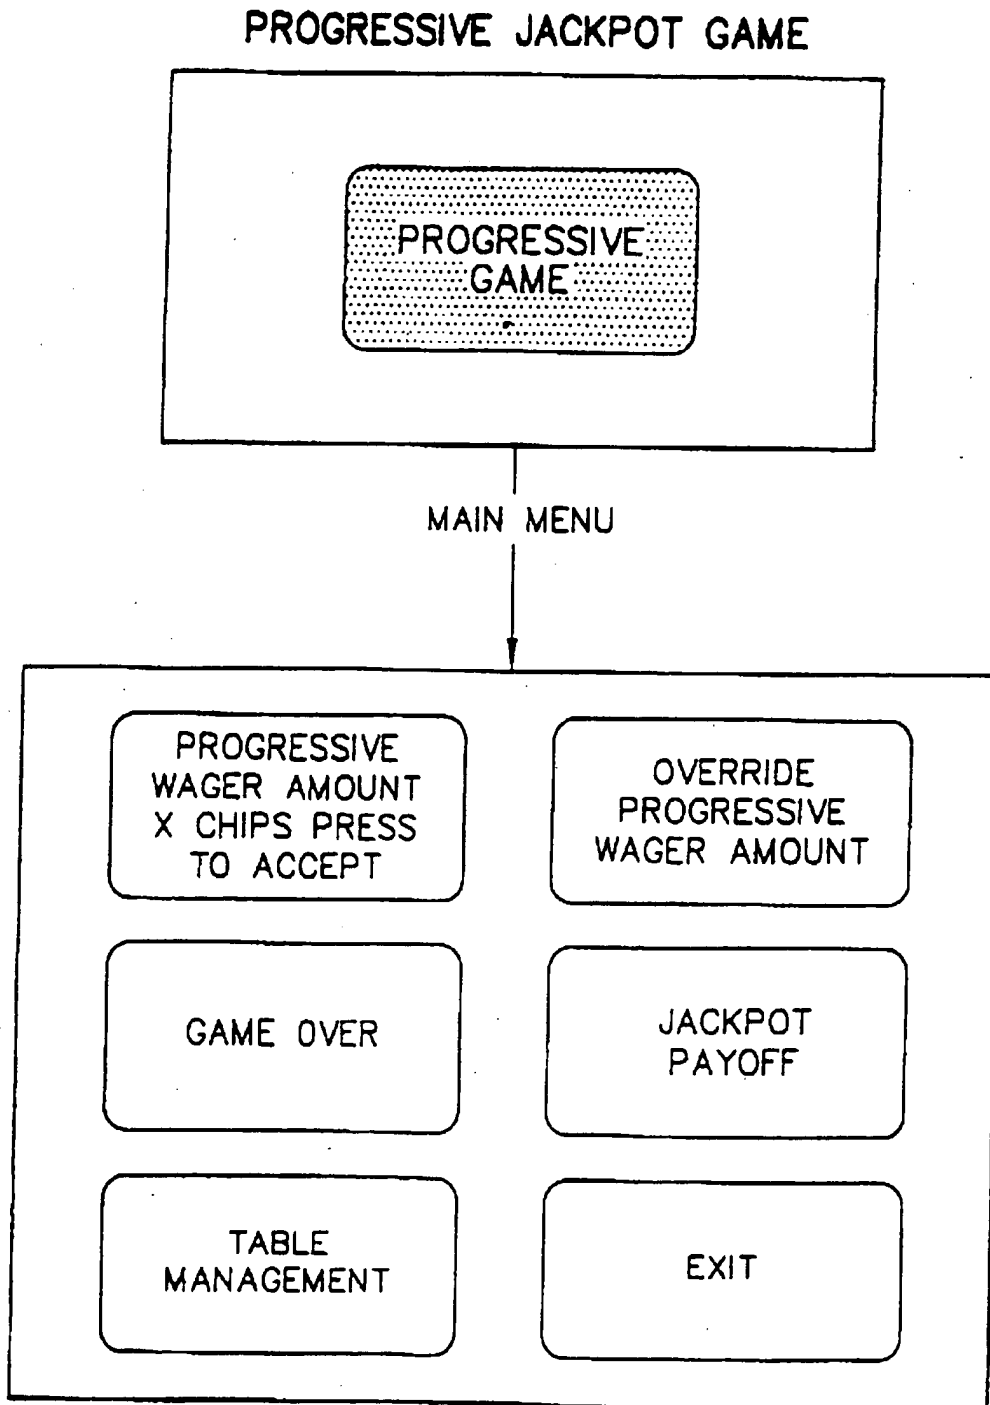 PROGRESSIVE JACKPOT GAME
PROGRESSIVE
GAME
MAIN MENU
PROGRESSIVE
WAGER AMOUNT
X CHIPS PRESS
TO ACCEPT
OVERRIDE
PROGRESSIVE
WAGER AMOUNT
GAME OVER
JACKPOT
PAYOFF
TABLE
MANAGEMENT
EXIT